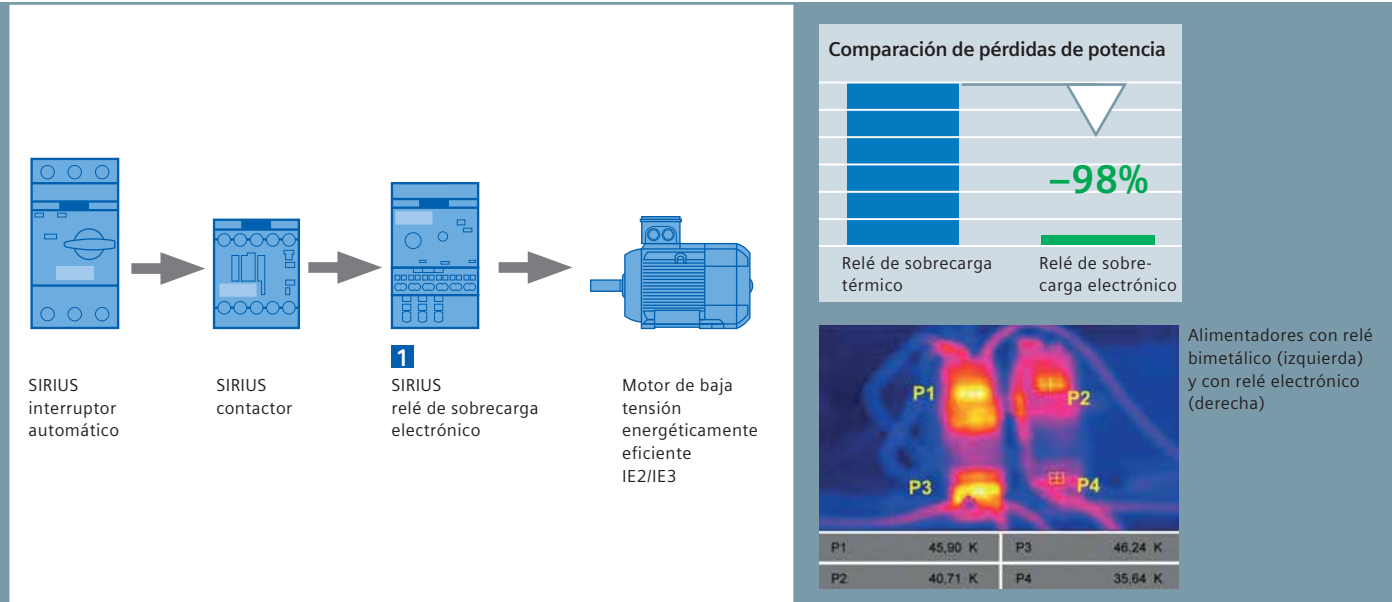 1
SIRIUS
interruptor
automático
SIRIUS
contactor
SIRIUS
relé de sobrecarga
electrónico
Motor de baja
tensión
energéticamente
eficiente
IE2/IE3
Comparación de pérdidas de potencia
–98%
Relé de sobrecarga
térmico
Relé de sobre-
carga electrónico
P1
P2
P3
P4
P1 45,90 K P3 46,24 K
P2 40,71 K P4 35,64 K
Alimentadores con relé
bimetálico (izquierda)
y con relé electrónico
(derecha)